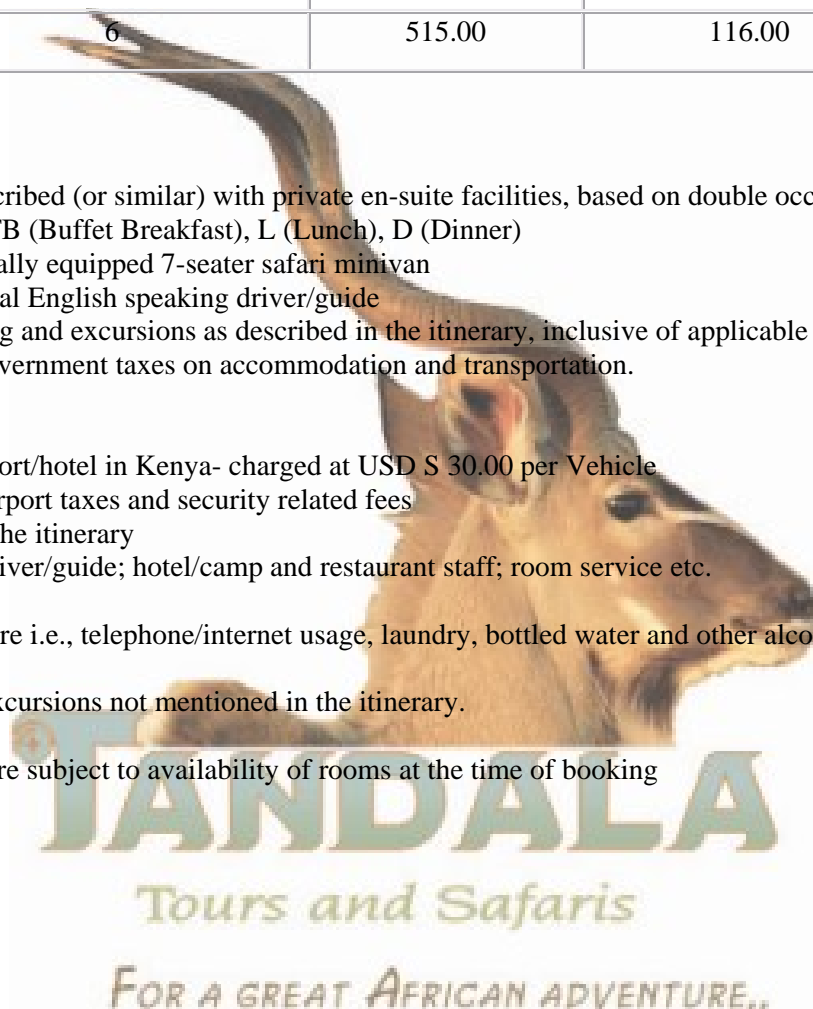 6 515.00 116.00
cribed (or similar) with private en-suite facilities, based on double occ
FB (Buffet Breakfast), L (Lunch), D (Dinner)
ally equipped 7-seater safari minivan
al English speaking driver/guide
g and excursions as described in the itinerary, inclusive of applicable
vernment taxes on accommodation and transportation.
ort/hotel in Kenya- charged at USD S 30.00 per Vehicle
rport taxes and security related fees
he itinerary
iver/guide; hotel/camp and restaurant staff; room service etc.
re i.e., telephone/internet usage, laundry, bottled water and other alco
xcursions not mentioned in the itinerary.
re subject to availability of rooms at the time of booking
TANDALA
Tours and Safaris
FOR A GREAT AFRICAN ADVENTURE..